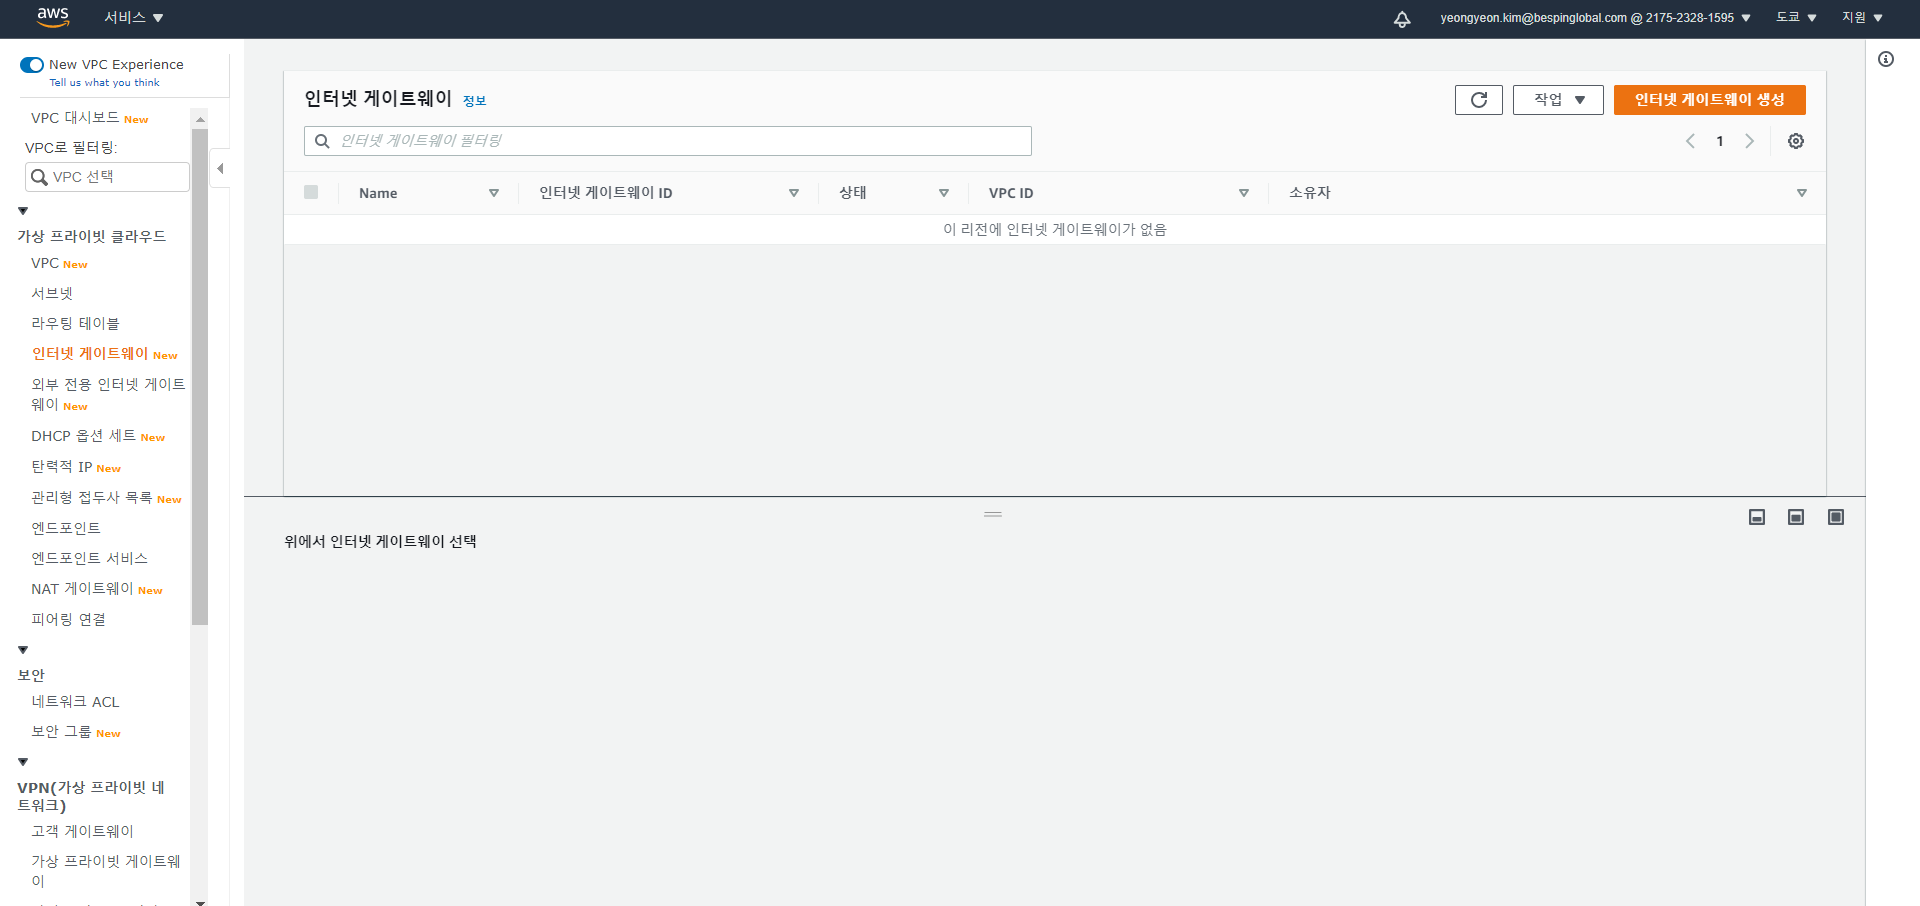 aws 서비스 yeongyeon.kim@bespinglobal.com @ 2175-2328-1595 도쿄 지원
New VPC Experience
Tell us what you think
VPC 대시보드 New
VPC로 필터링:
VPC 선택
가상 프라이빗 클라우드
VPC New
서브넷
라우팅 테이블
인터넷 게이트웨이 New
외부 전용 인터넷 게이트
웨이 New
DHCP 옵션 세트 New
탄력적 IP New
관리형 접두사 목록 New
엔드포인트
엔드포인트 서비스
NAT 게이트웨이 New
피어링 연결
보안
네트워크 ACL
보안 그룹 New
VPN(가상 프라이빗 네
트워크)
고객 게이트웨이
가상 프라이빗 게이트웨
이
인터넷 게이트웨이 정보
작업
인터넷 게이트웨이 생성
인터넷 게이트웨이 필터링
1
Name 인터넷 게이트웨이 ID 상태 VPC ID 소유자
이 리전에 인터넷 게이트웨이가 없음
위에서 인터넷 게이트웨이 선택